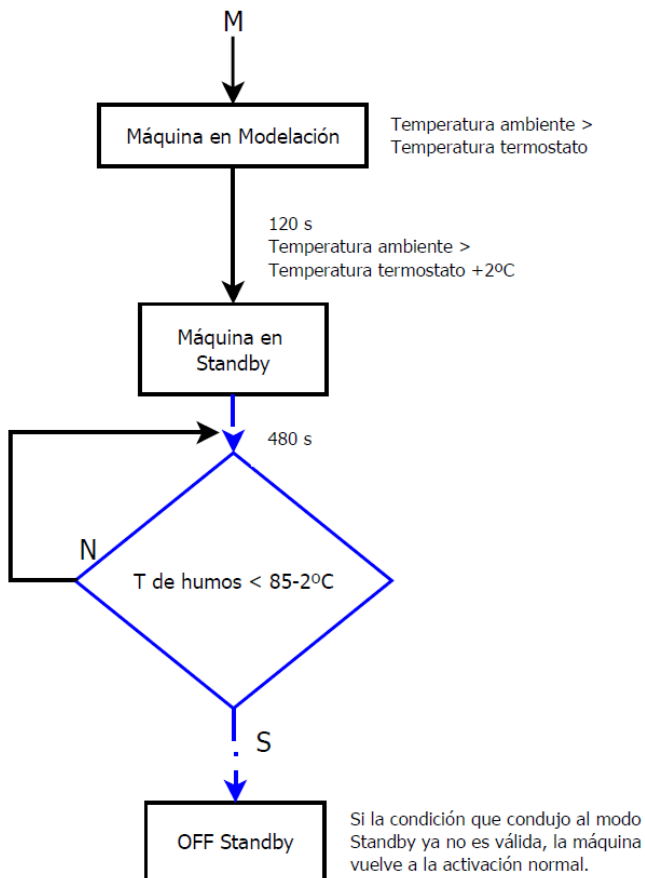 M
Máquina en Modelación
Temperatura ambiente >
Temperatura termostato
120 s
Temperatura ambiente >
Temperatura termostato +2ºC
Máquina en
Standby
480 s
N
T de humos < 85-2ºC
S
OFF Standby
Si la condición que condujo al modo
Standby ya no es válida, la máquina
vuelve a la activación normal.